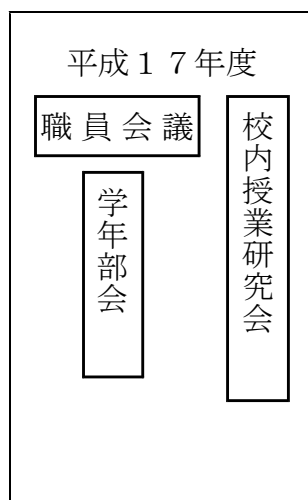 平成１７年度
職員会議
校内授業研究会
学年部会